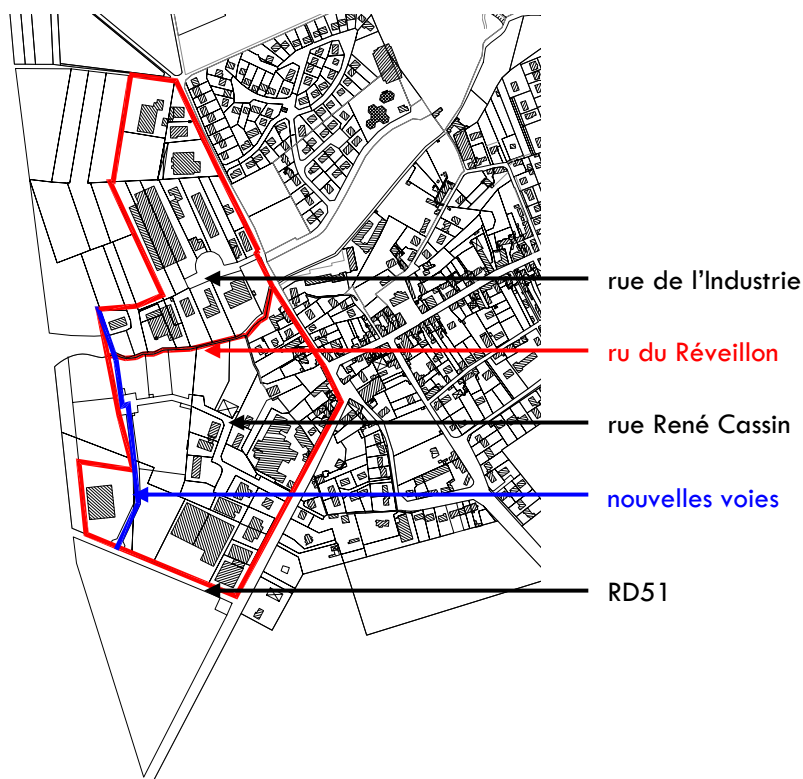 rue de l’Industrie
ru du Réveillon
rue René Cassin
nouvelles voies
RD51